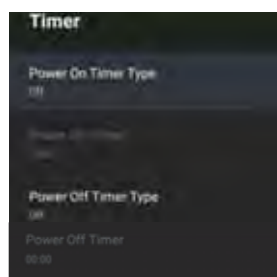 Timer
Power On Timer Type
Off
Power Off Timer Type
Off
Power Off Timer
00:00